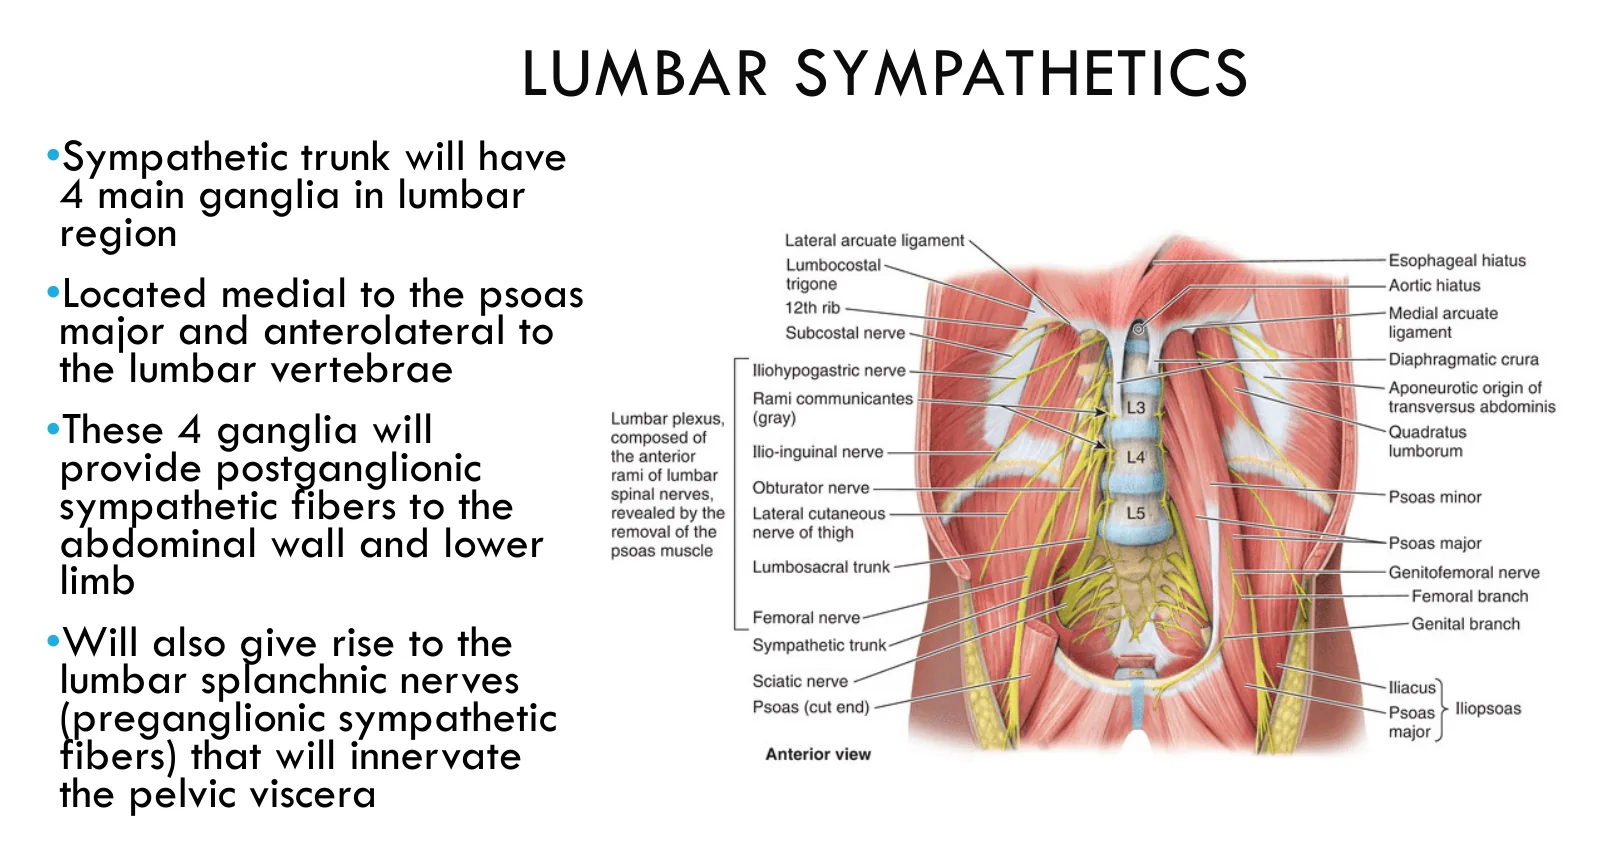 LUMBAR SYMPATHETICS
•Sympathetic trunk will have
4 main ganglia in lumbar
region
•Located medial to the psoas
major and anterolateral to
the lumbar vertebrae
•These 4 ganglia will
provide postganglionic
sympathetic fibers to the
abdominal wall and lower
limb
•Will also give rise to the
lumbar splanchnic nerves
(preganglionic sympathetic
fibers) that will innervate
the pelvic viscera
Lumbar plexus,
composed of
the anterior
rami of lumbar
spinal nerves,
revealed by the
removal of the
psoas muscle
Lateral arcuate ligament
Lumbocostal
trigone
12th rib
Subcostal nerve
Iliohypogastric nerve
Rami communicantes
(gray)
Ilio-inguinal nerve
Obturator nerve
Lateral cutaneous
nerve of thigh
Lumbosacral trunk
Femoral nerve
Sympathetic trunk
Sciatic nerve
Psoas (cut end)
Anterior view
L3
L4
L5
Esophageal hiatus
Aortic hiatus
Medial arcuate
ligament
Diaphragmatic crura
Aponeurotic origin of
transversus abdominis
Quadratus
lumborum
Psoas minor
Psoas major
Genitofemoral nerve
Femoral branch
Genital branch
Iliacus
Psoas
major
Iliopsoas